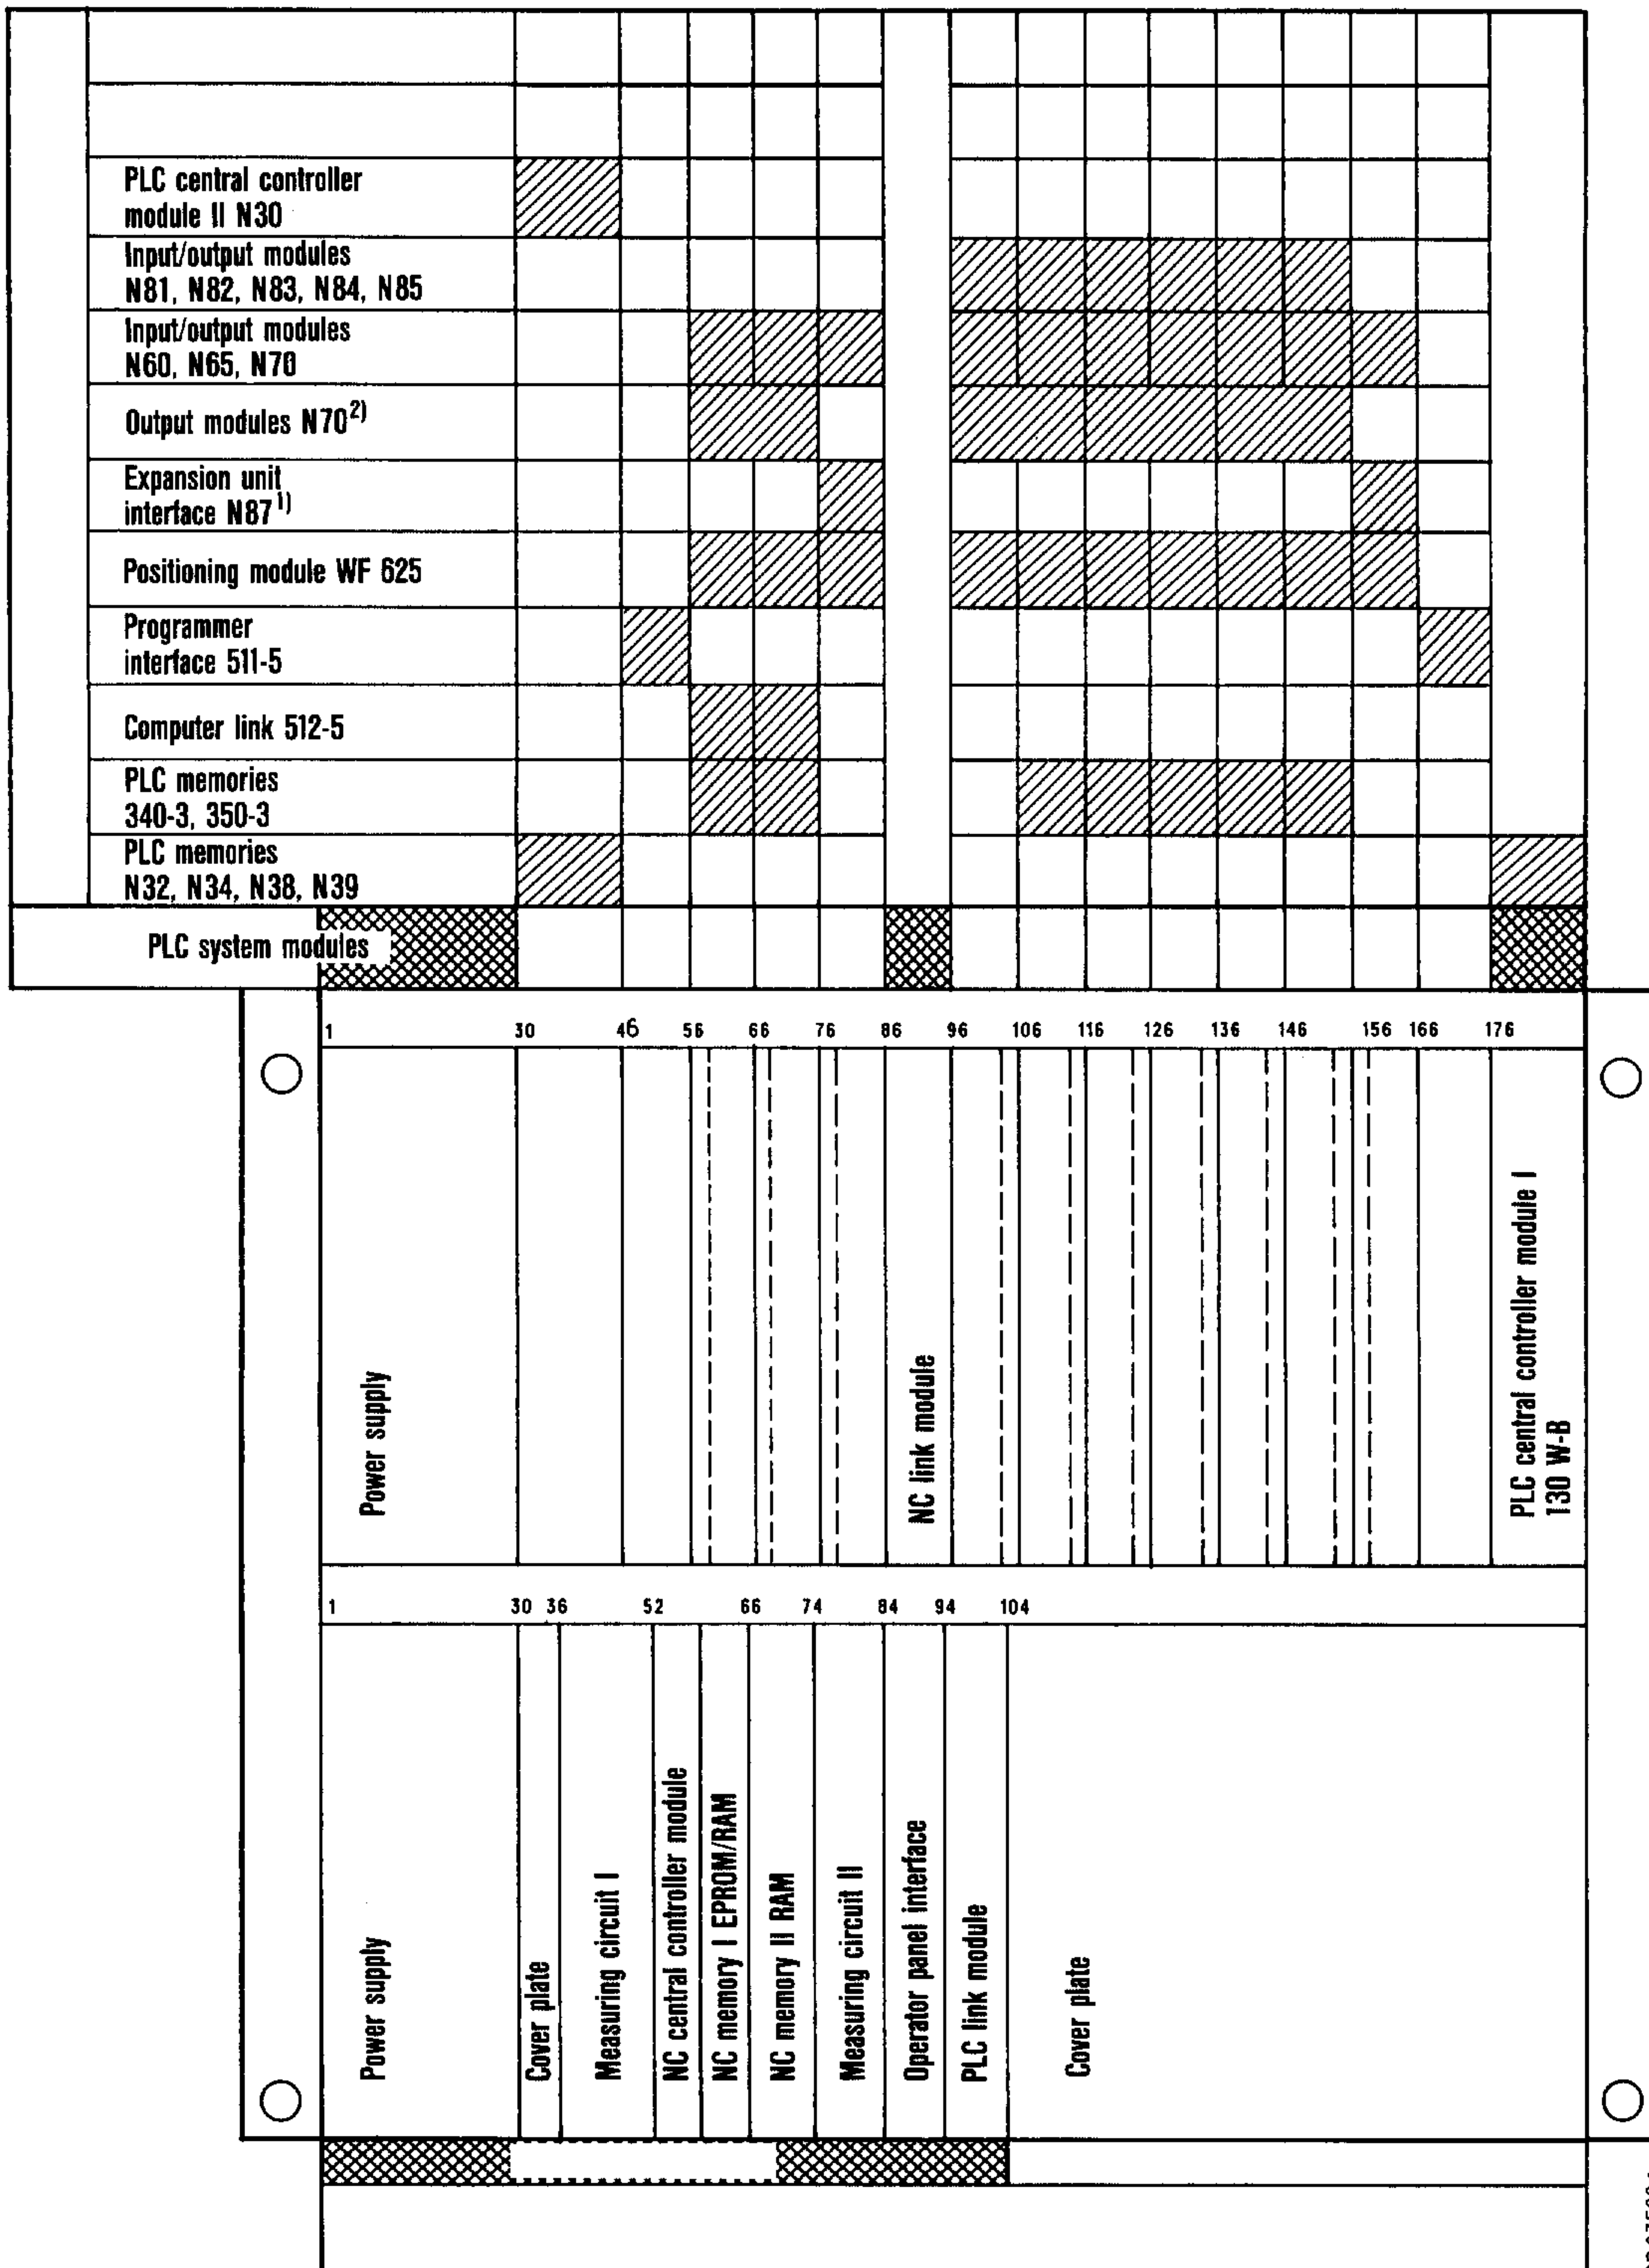 PLC central controller
module II N30
Input/output modules
N81, N82, N83, N84, N85
Input/output modules
N60, N65, N70
Output modules N70²⁾
Expansion unit
interface N87¹⁾
Positioning module WF 625
Programmer
interface 511-5
Computer link 512-5
PLC memories
340-3, 350-3
PLC memories
N32, N34, N38, N39
PLC system modules
1 30 46 56 66 76 86 96 106 116 126 136 146 156 166 176
Power supply
NC link module
PLC central controller module I
130 W-B
1 30 36 52 66 74 84 94 104
Power supply
Cover plate
Measuring circuit I
NC central controller module
NC memory I EPROM/RAM
NC memory II RAM
Measuring circuit II
Operator panel interface
PLC link module
Cover plate